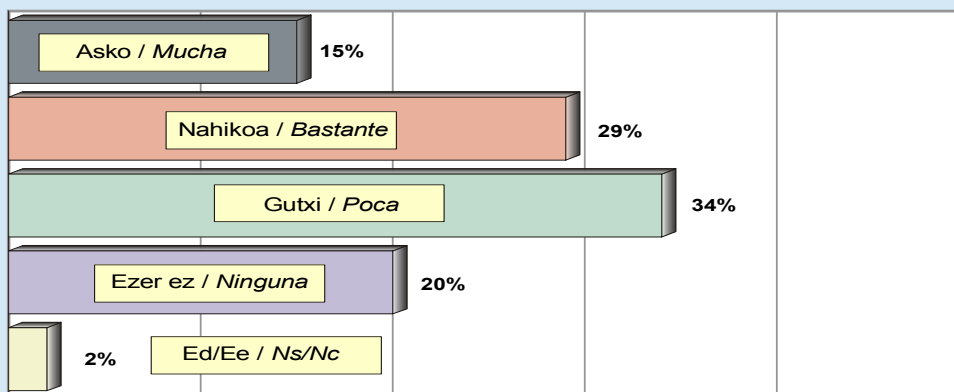 Asko / Mucha 15%
Nahikoa / Bastante 29%
Gutxi / Poca 34%
Ezer ez / Ninguna 20%
2% Ed/Ee / Ns/Nc